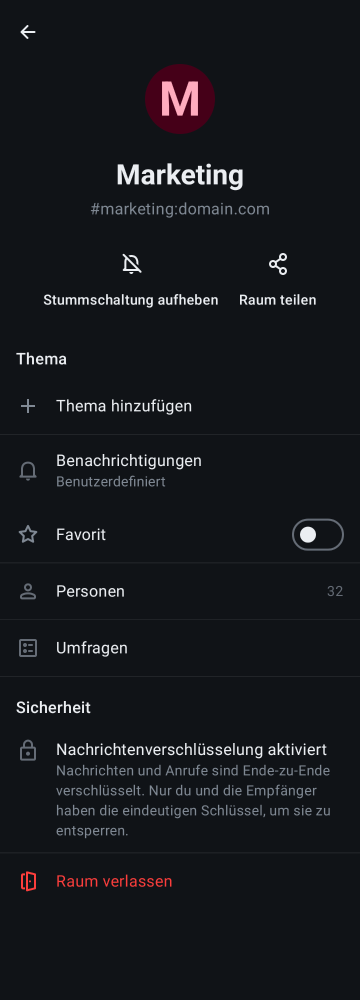 M
Marketing
#marketing:domain.com
Stummschaltung aufheben
Raum teilen
Thema
Thema hinzufügen
Benachrichtigungen
Benutzerdefiniert
Favorit
Personen
32
Umfragen
Sicherheit
Nachrichtenverschlüsselung aktiviert
Nachrichten und Anrufe sind Ende-zu-Ende
verschlüsselt. Nur du und die Empfänger
haben die eindeutigen Schlüssel, um sie zu
entsperren.
Raum verlassen